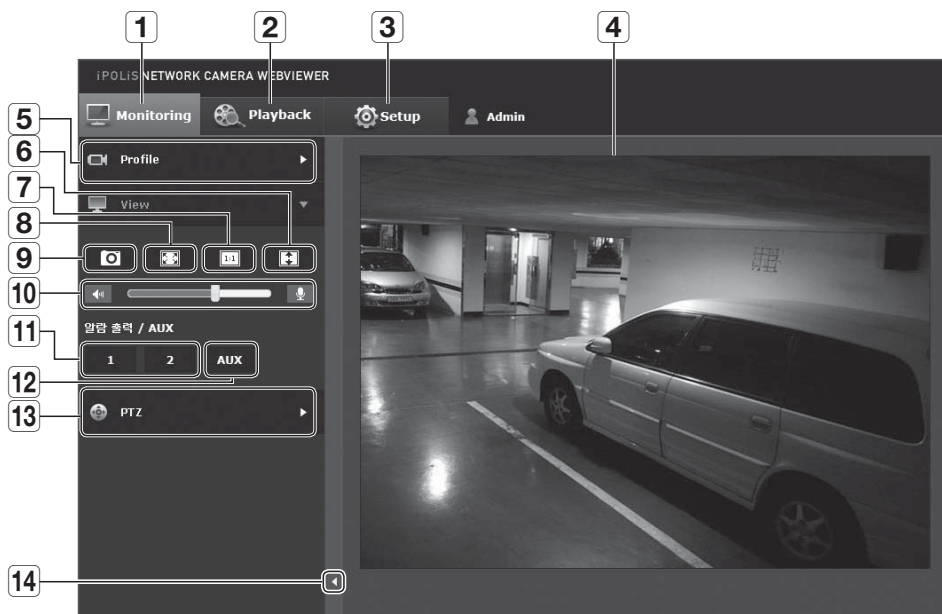 1 2 3 4
iPOLiS NETWORK CAMERA WEBVIEWER
Monitoring Playback Setup Admin
5 Profile
6
View
7
8
9 1:1
10
알람 출력 / AUX
11 1 2 AUX
12
13 PTZ
14